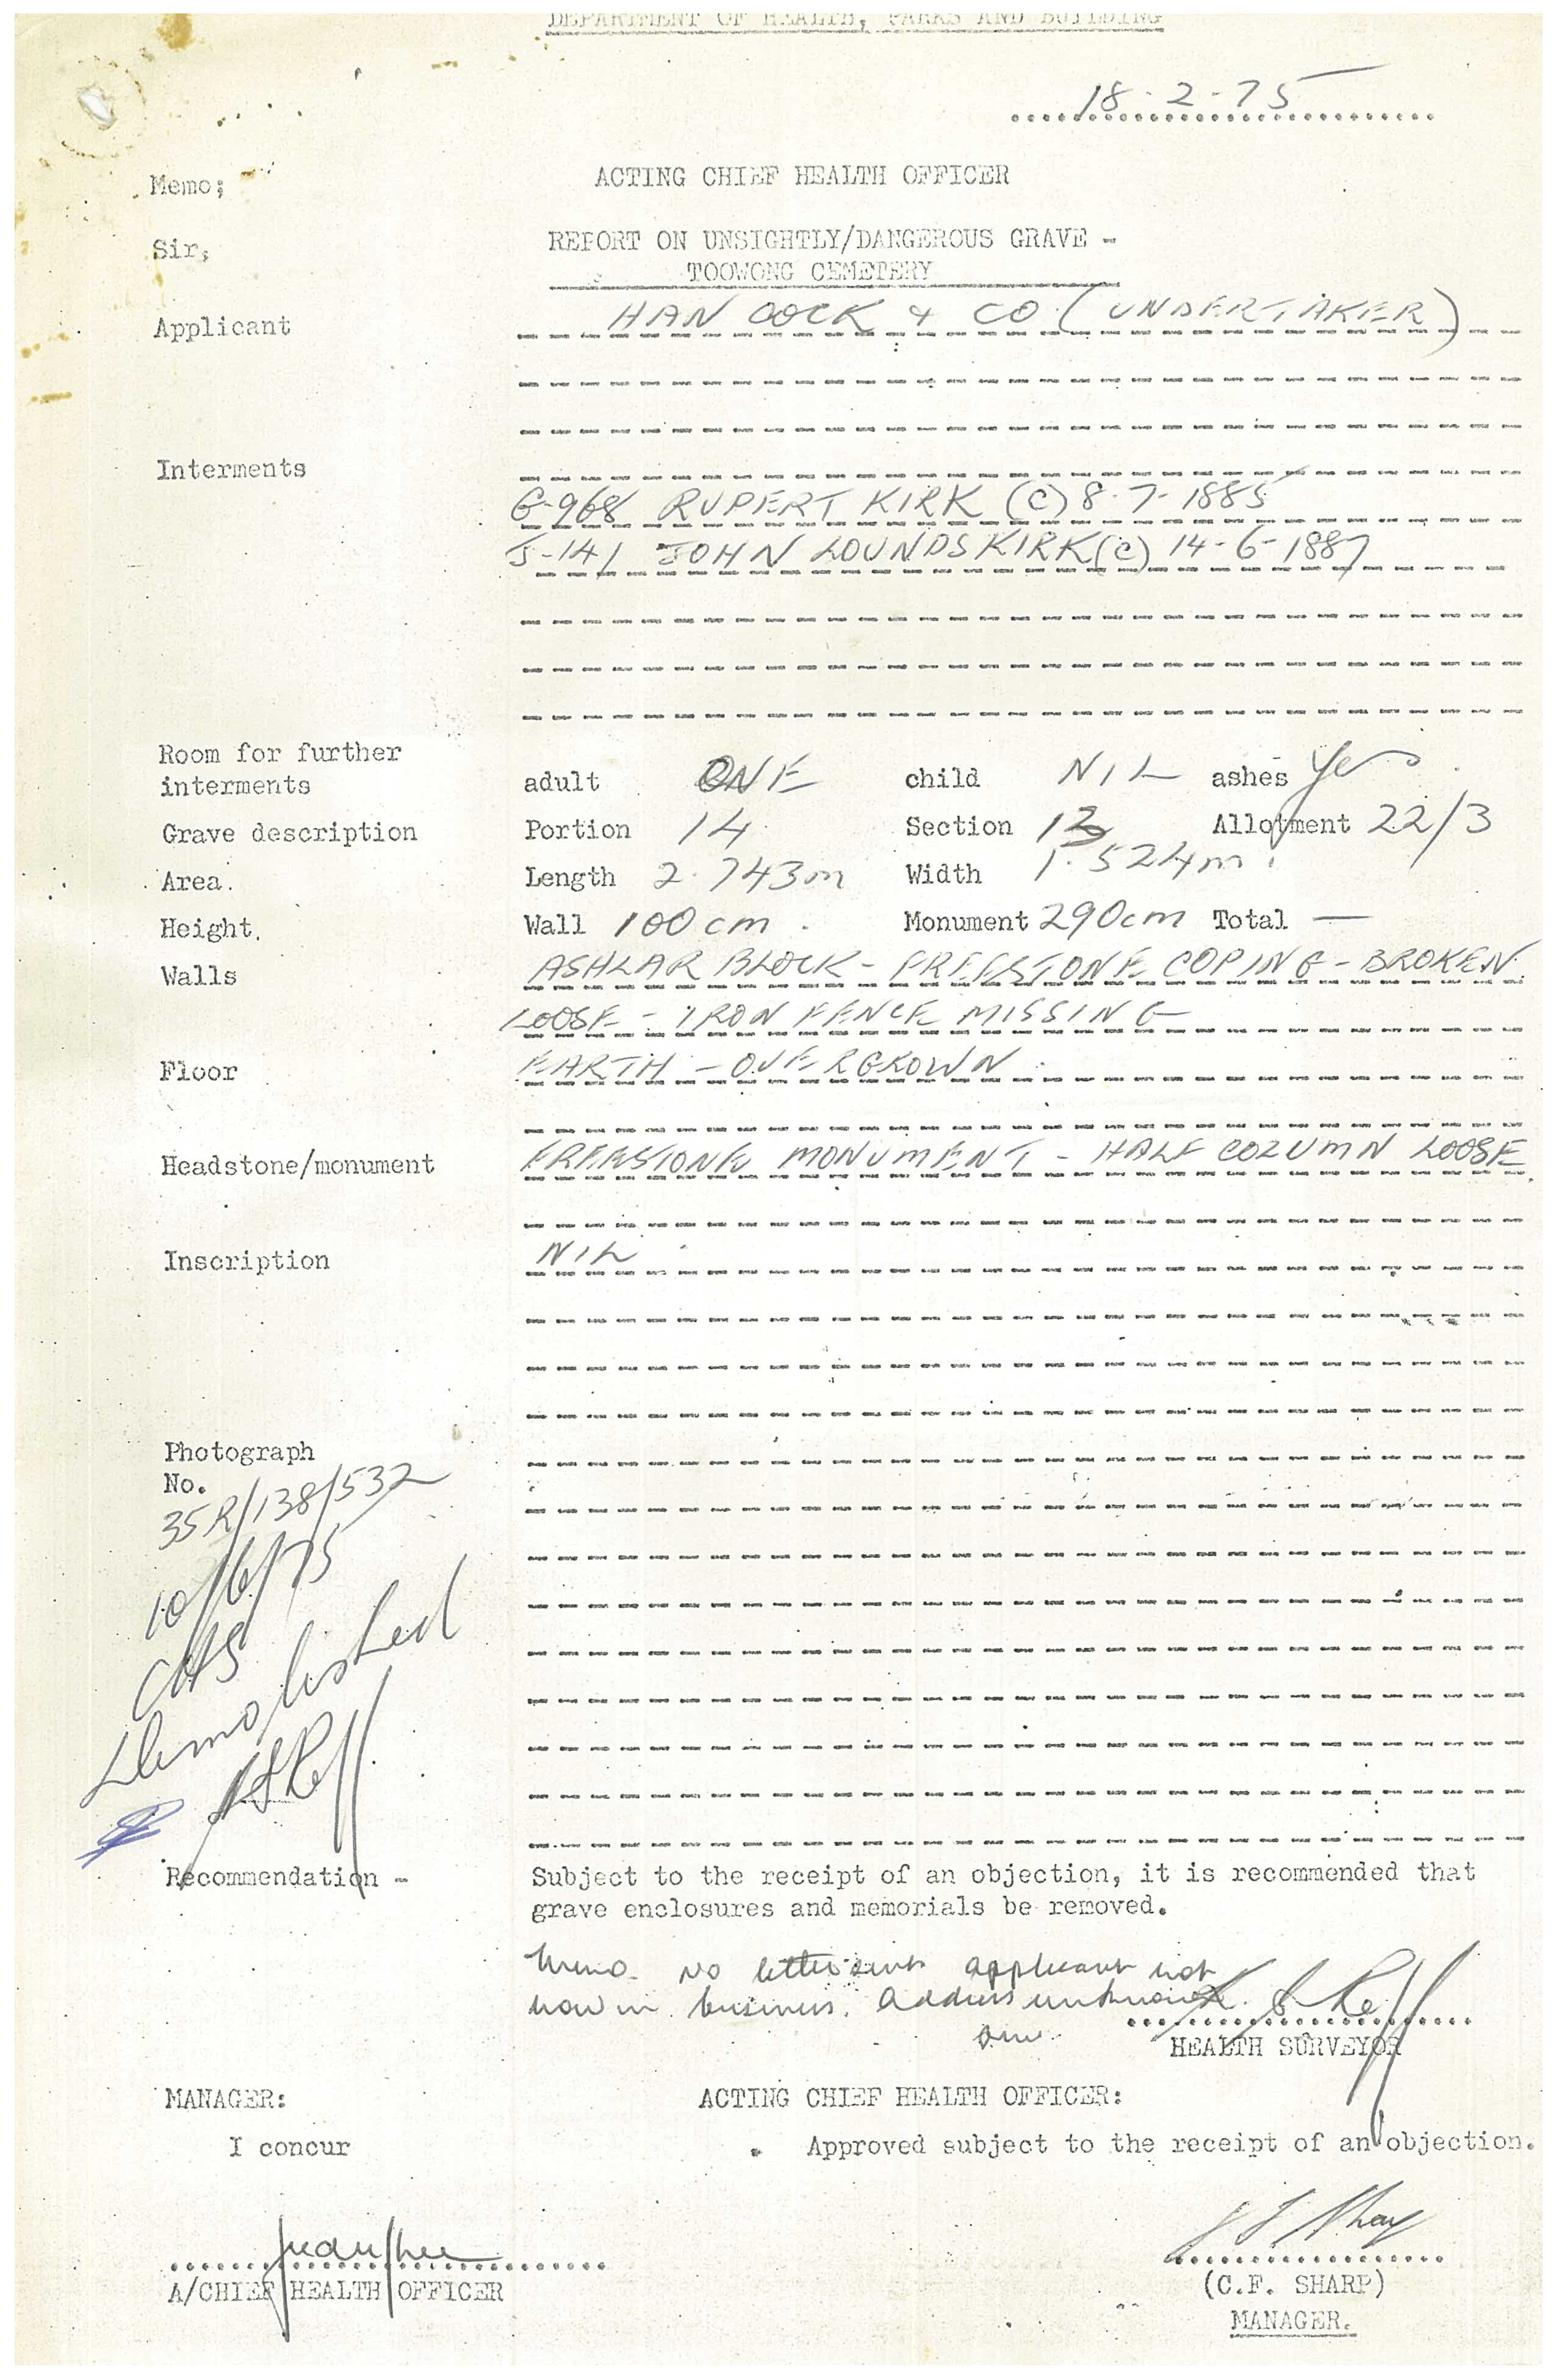 DEPARTMENT OF HEALTH, PARKS AND BUILDING
18-2-75
Memo;
ACTING CHIEF HEALTH OFFICER
Sir,
REPORT ON UNSIGHTLY/DANGEROUS GRAVE -
TOOWONG CEMETERY
Applicant HANCOCK & CO (UNDERTAKER)
Interments
G-968 RUPERT KIRK (C) 8-7-1885
J-141 JOHN LOUNDS KIRK (C) 14-6-1887
Room for further
interments adult ONE child NIL ashes Yes
Grave description Portion 14 Section 13 Allotment 22/3
Area. Length 2.743m Width 1.524m
Height. Wall 100cm Monument 290cm Total —
Walls ASHLAR BLOCK - FREESTONE COPING - BROKEN
LOOSE - IRON FENCE MISSING
Floor EARTH - OVERGROWN
Headstone/monument FREESTONE MONUMENT - HALF COLUMN LOOSE
Inscription NIL
Photograph
No.
35R/138/532
10/6/75
CHS
Demolished
Recommendation - Subject to the receipt of an objection, it is recommended that
grave enclosures and memorials be removed.
Memo. No letter sent applicant not
now in business. Address unknown
HEALTH SURVEYOR
MANAGER: ACTING CHIEF HEALTH OFFICER:
I concur Approved subject to the receipt of an objection.
A/CHIEF HEALTH OFFICER (C.F. SHARP)
MANAGER.